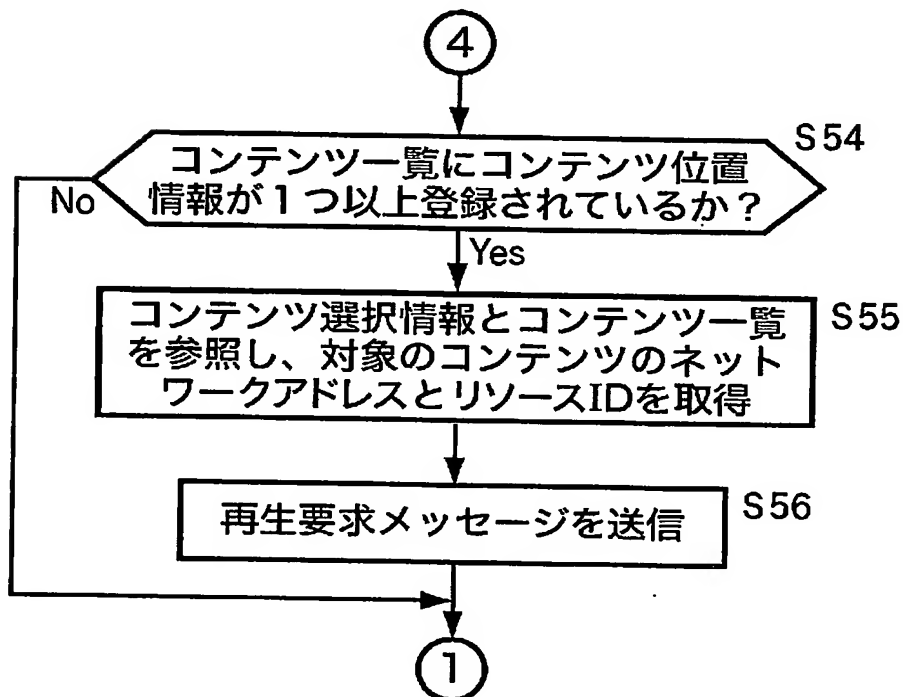 4
コンテンツ一覧にコンテンツ位置
情報が1つ以上登録されているか？
S54
No
Yes
コンテンツ選択情報とコンテンツ一覧
を参照し、対象のコンテンツのネット
ワークアドレスとリソースIDを取得
S55
再生要求メッセージを送信
S56
1